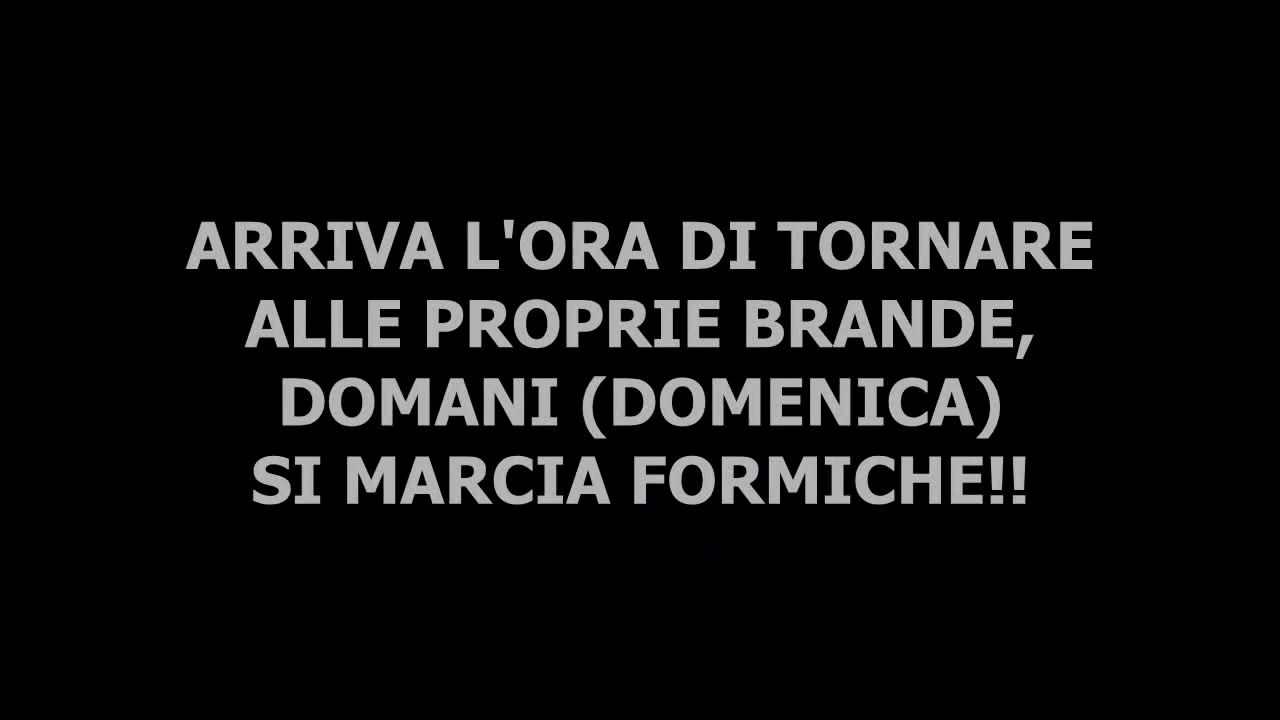 ARRIVA L'ORA DI TORNARE
ALLE PROPRIE BRANDE,
DOMANI (DOMENICA)
SI MARCIA FORMICHE!!